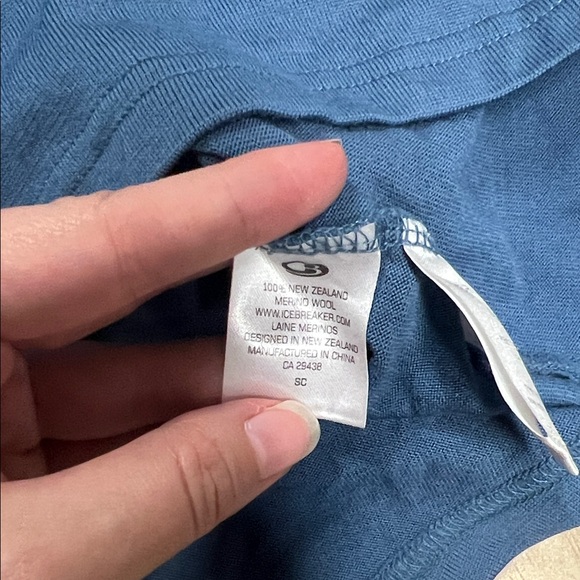 100% NEW ZEALAND
MERINO WOOL
WWW.ICEBREAKER.COM
LAINE MERINOS
DESIGNED IN NEW ZEALAND
MANUFACTURED IN CHINA
CA 29438
SC